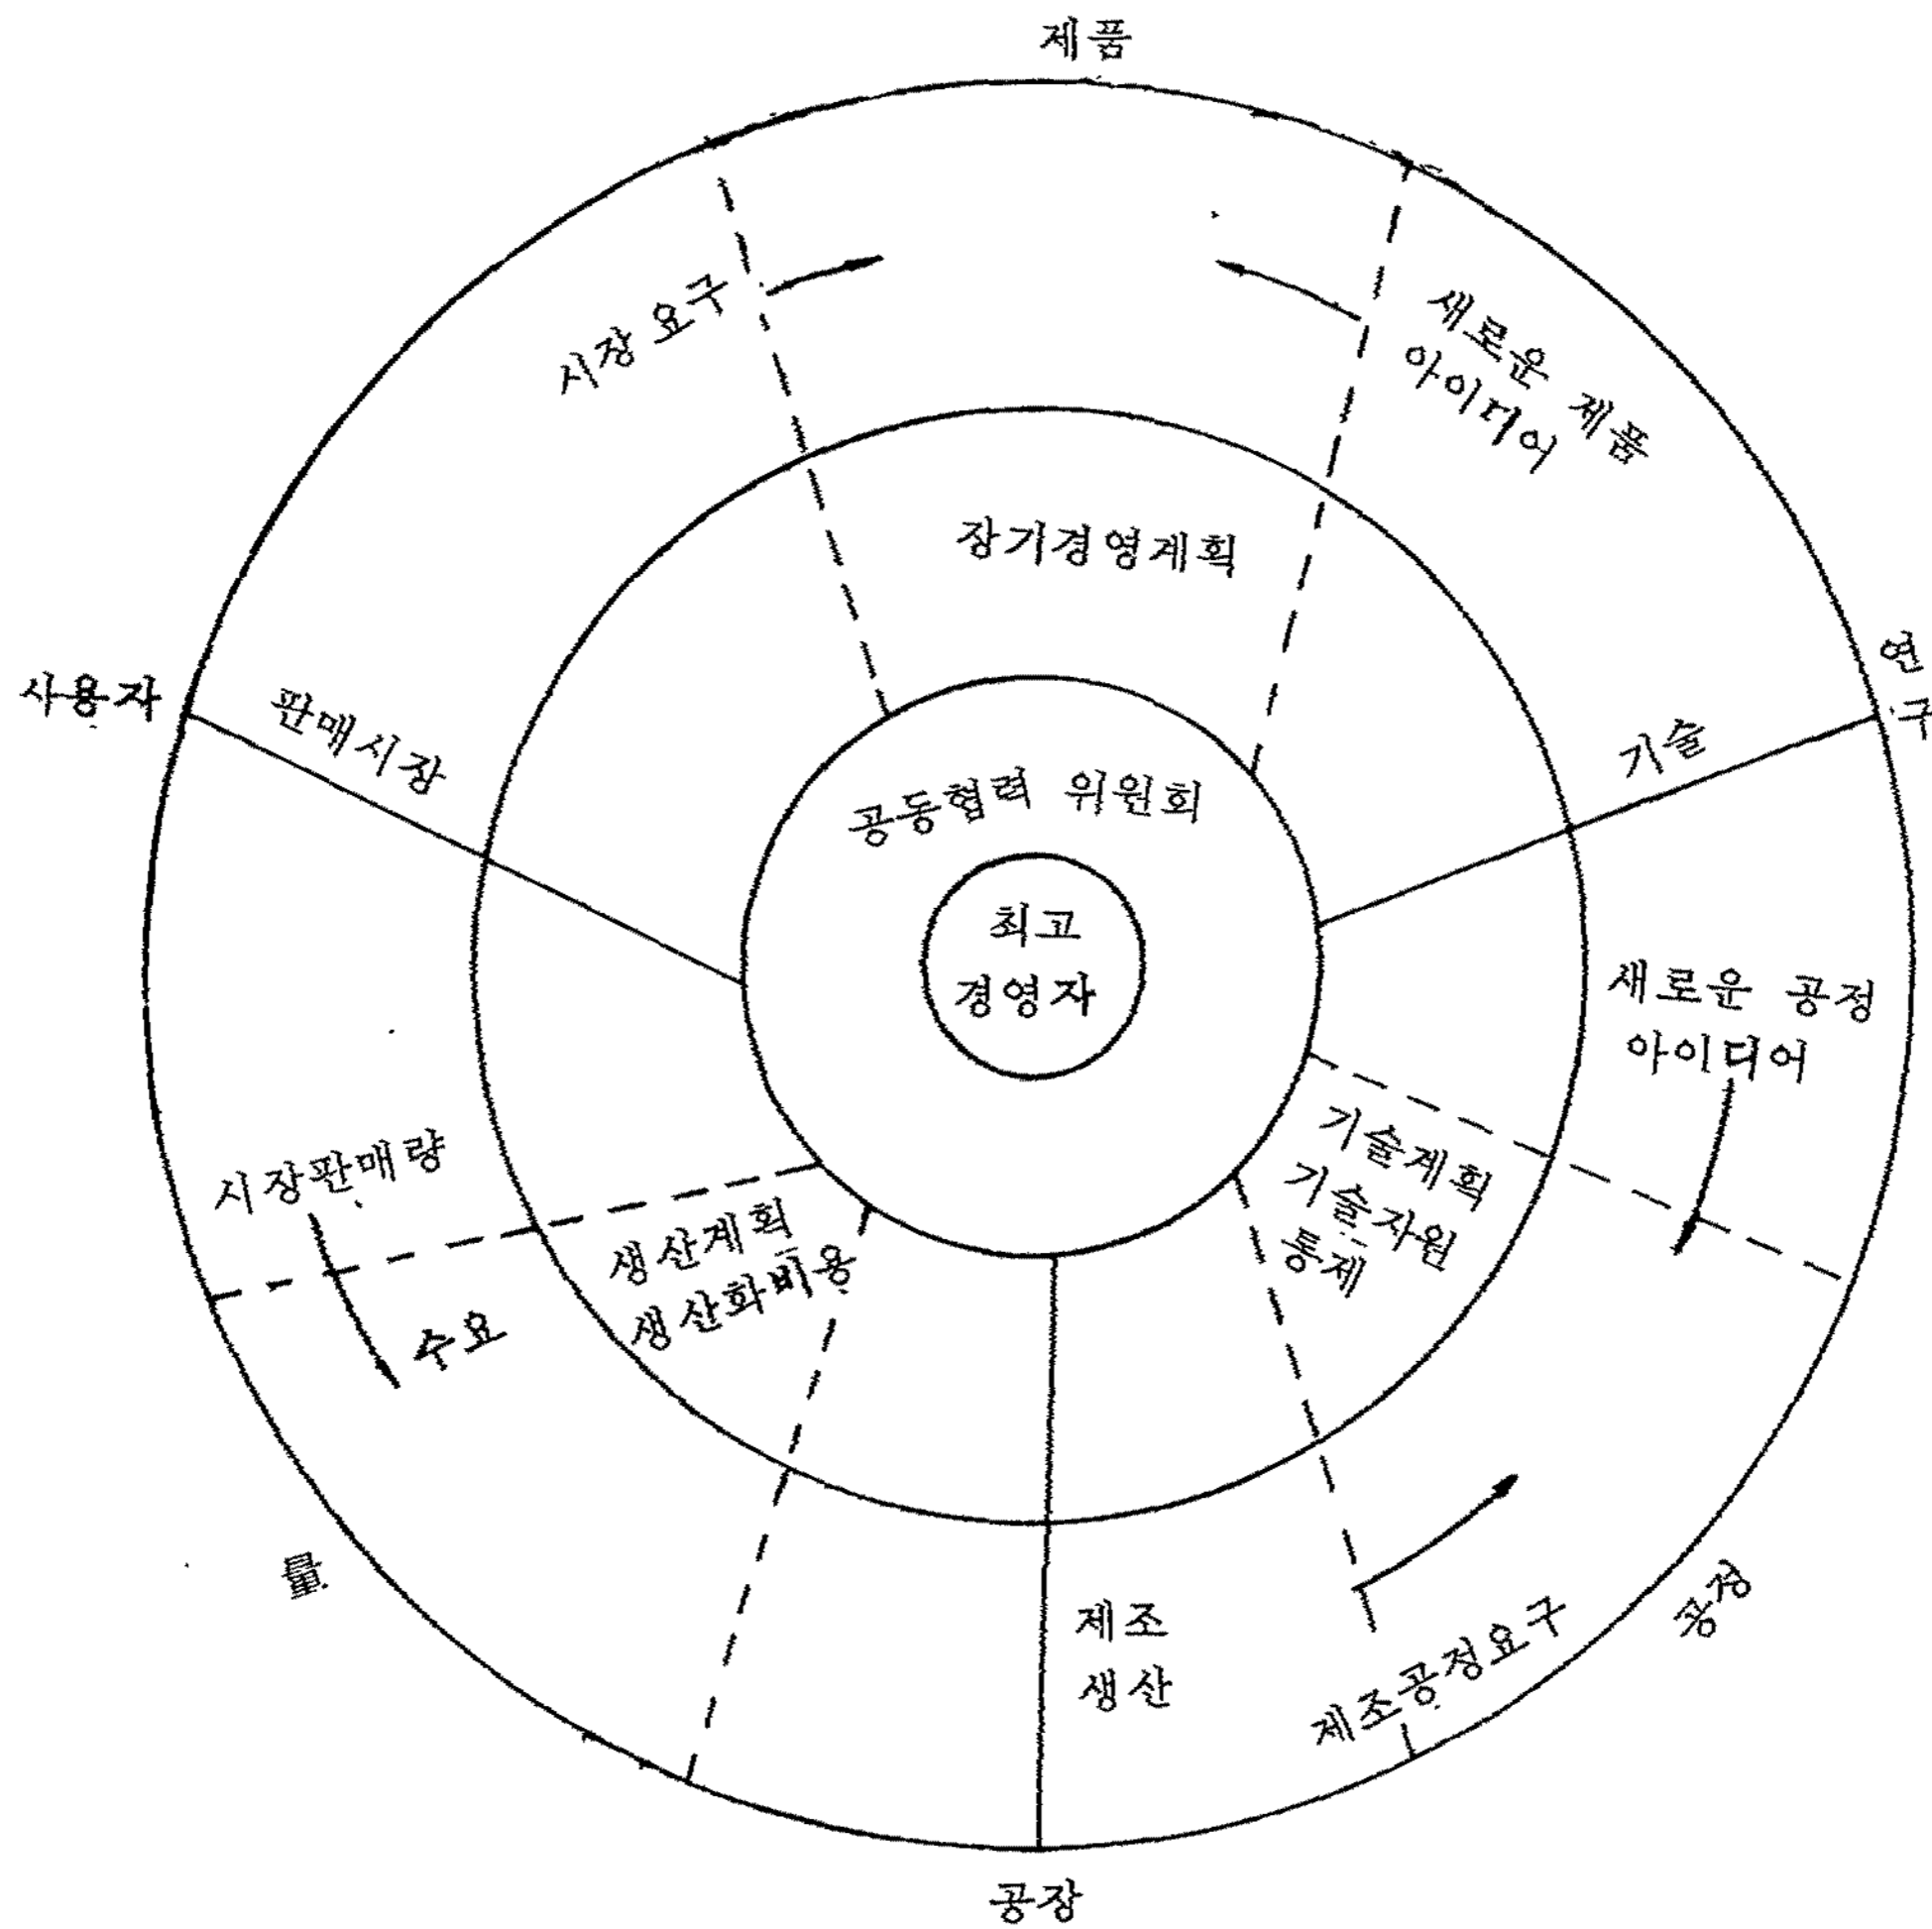 제품
시장 요구
새로운 제품
아이디어
장기경영계획
사용자
판매시장
연구
기술
공동협력 위원회
최고
경영자
새로운 공정
아이디어
시장판매량
수요
생산계획
생산화비용
기술계획
기술자원
통제
量
제조
생산
제조공정요구
공정
공장